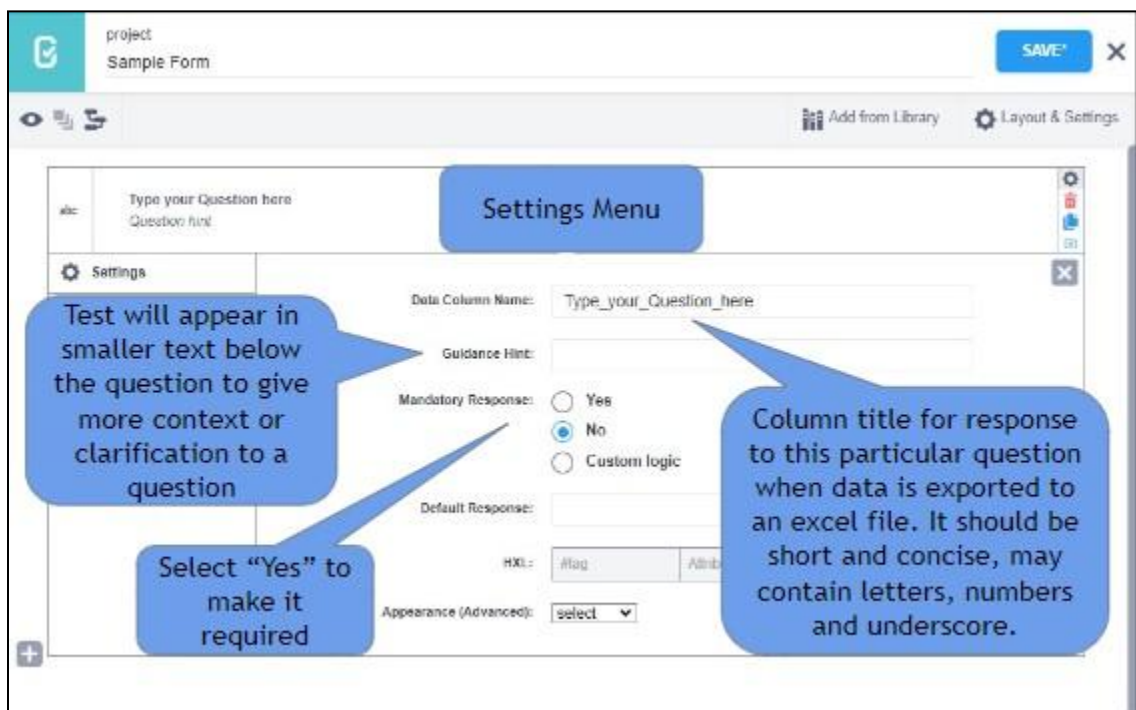 project
Sample Form
SAVE*
Add from Library
Layout & Settings
abc
Type your Question here
Question hint
Settings Menu
Settings
Data Column Name:
Type_your_Question_here
Guidance Hint:
Mandatory Response:
Yes
No
Custom logic
Default Response:
HXL:
#tag
Attrib
Appearance (Advanced):
select
Test will appear in
smaller text below
the question to give
more context or
clarification to a
question
Select “Yes” to
make it
required
Column title for response
to this particular question
when data is exported to
an excel file. It should be
short and concise, may
contain letters, numbers
and underscore.